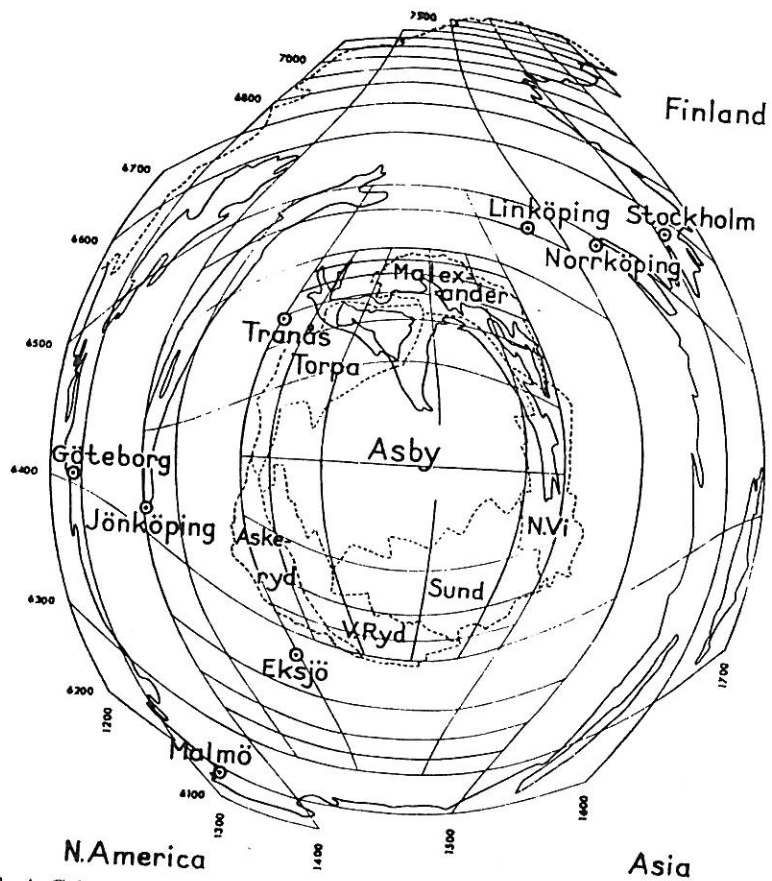 7500
7000
6800
Finland
6700
Linköping Stockholm
6600
Norrköping
Malex-
ander
Tranås
6500
Torpa
Asby
Göteborg
6400
Jönköping
N.Vi
Aske-
ryd
Sund
6300
V.Ryd
Eksjö
1700
6200
1200
Malmö
6100
1600
1300
1500
1400
N.America
Asia